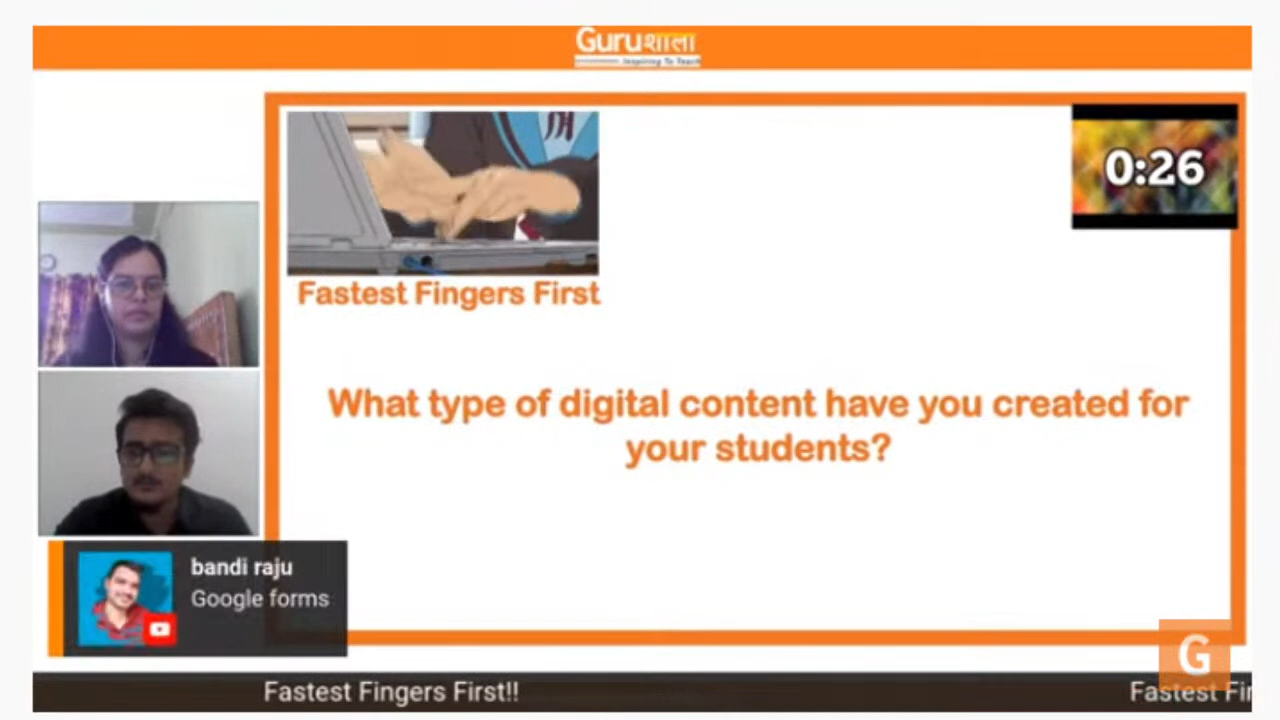 Guruशाला
Inspiring To Teach
0:26
Fastest Fingers First
What type of digital content have you created for
your students?
bandi raju
Google forms
G
Fastest Fingers First!!
Fastest Fir